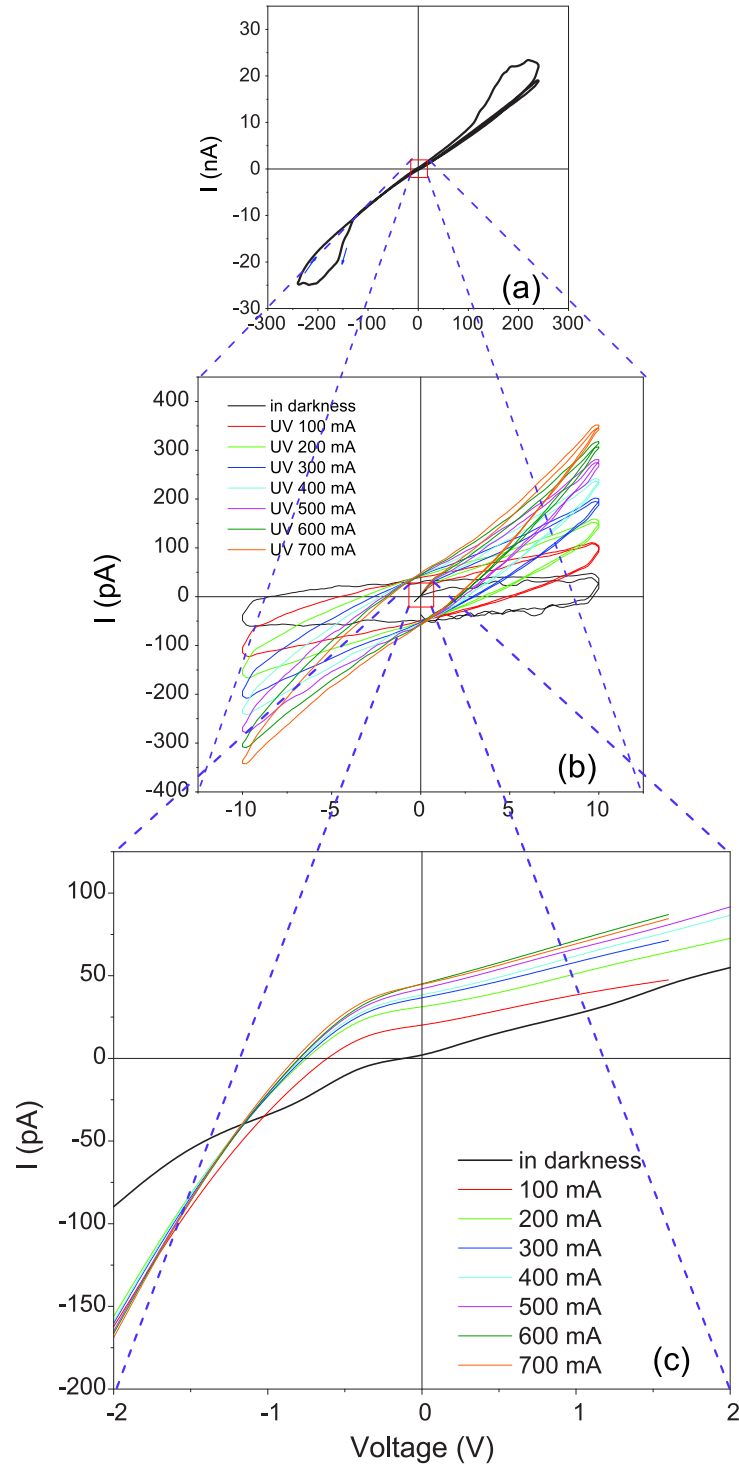 30
20
10
0
-10
-20
-30
I (nA)
(a)
-300 -200 -100 0 100 200 300
400
300
200
100
0
-100
-200
-300
-400
I (pA)
in darkness
UV 100 mA
UV 200 mA
UV 300 mA
UV 400 mA
UV 500 mA
UV 600 mA
UV 700 mA
(b)
-10 -5 0 5 10
100
50
0
-50
-100
-150
-200
I (pA)
in darkness
100 mA
200 mA
300 mA
400 mA
500 mA
600 mA
700 mA
(c)
-2 -1 0 1 2
Voltage (V)